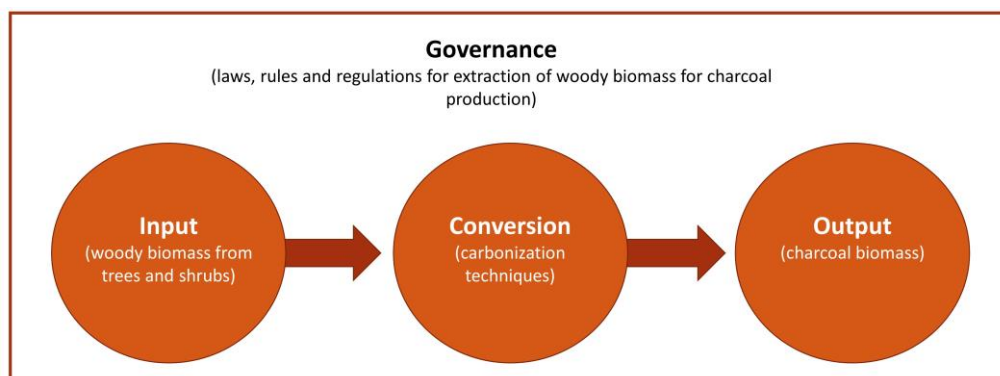 Governance
(laws, rules and regulations for extraction of woody biomass for charcoal
production)
Input
(woody biomass from
trees and shrubs)
Conversion
(carbonization
techniques)
Output
(charcoal biomass)